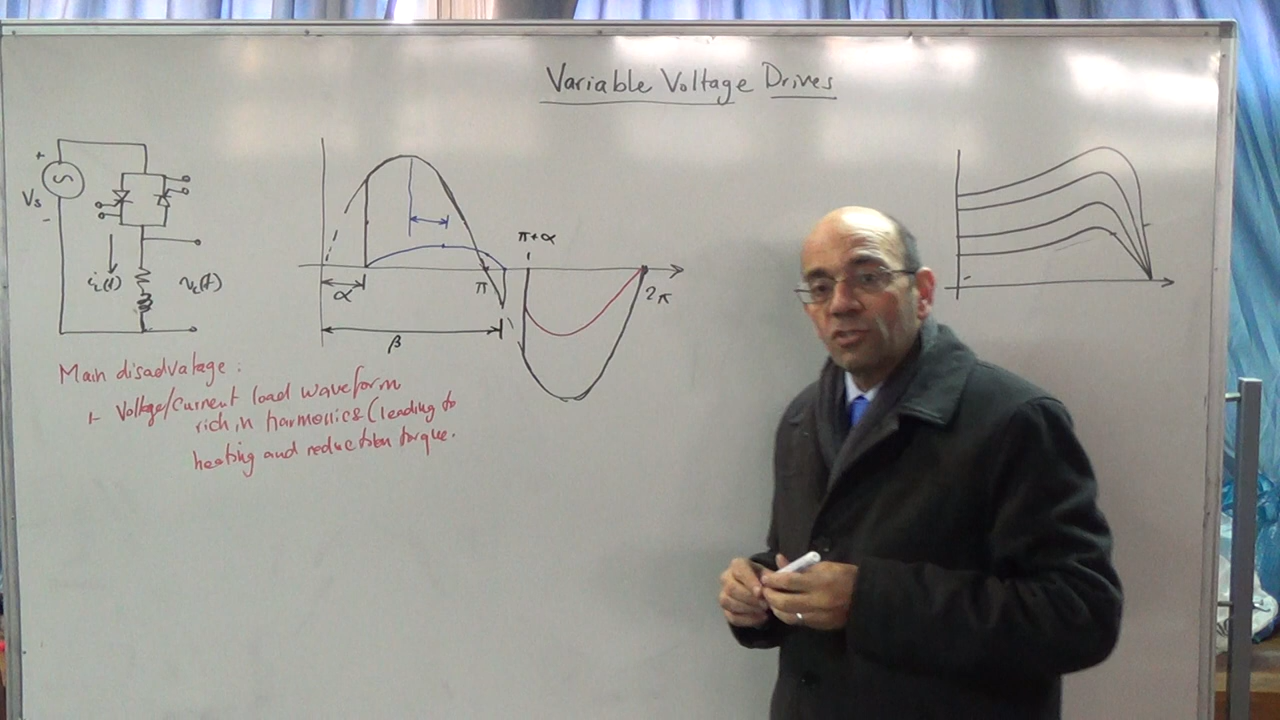 Variable Voltage Drives
+
Vs
-
iL(t)
vL(t)
α
β
π
π+α
2π
Main disadvatage :
+ Voltage/Current load waveform
rich in harmonics (leading to
heating and reduction torque.